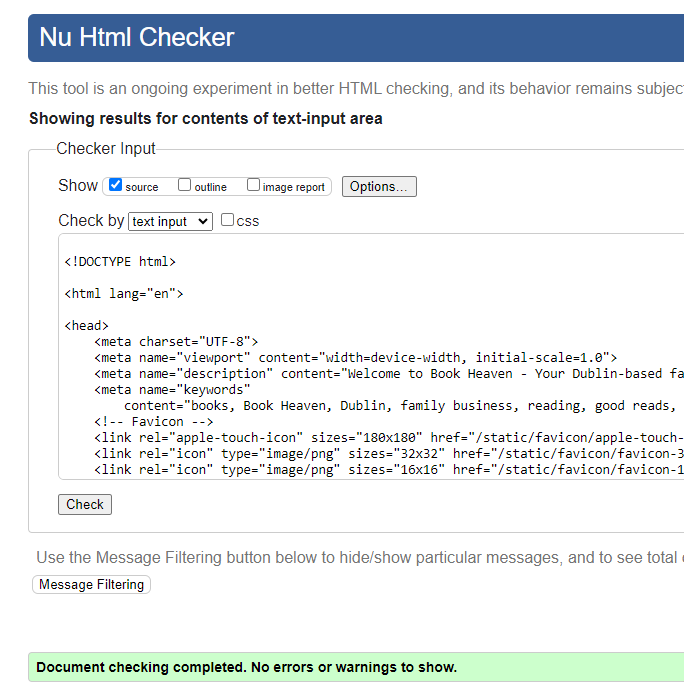 Nu Html Checker
This tool is an ongoing experiment in better HTML checking, and its behavior remains
Showing results for contents of text-input area
Checker Input
Show source outline image report Options...
Check by text input css
<!DOCTYPE html>
<html lang="en">
<head>
<meta charset="UTF-8">
<meta name="viewport" content="width=device-width, initial-scale=1.0">
<meta name="description" content="Welcome to Book Heaven - Your Dublin-based
<meta name="keywords"
content="books, Book Heaven, Dublin, family business, reading, good reads,
<!-- Favicon -->
<link rel="apple-touch-icon" sizes="180x180" href="/static/favicon/apple-touch-
<link rel="icon" type="image/png" sizes="32x32" href="/static/favicon/favicon-3
<link rel="icon" type="image/png" sizes="16x16" href="/static/favicon/favicon-1
Check
Use the Message Filtering button below to hide/show particular messages, and to see total
Message Filtering
Document checking completed. No errors or warnings to show.